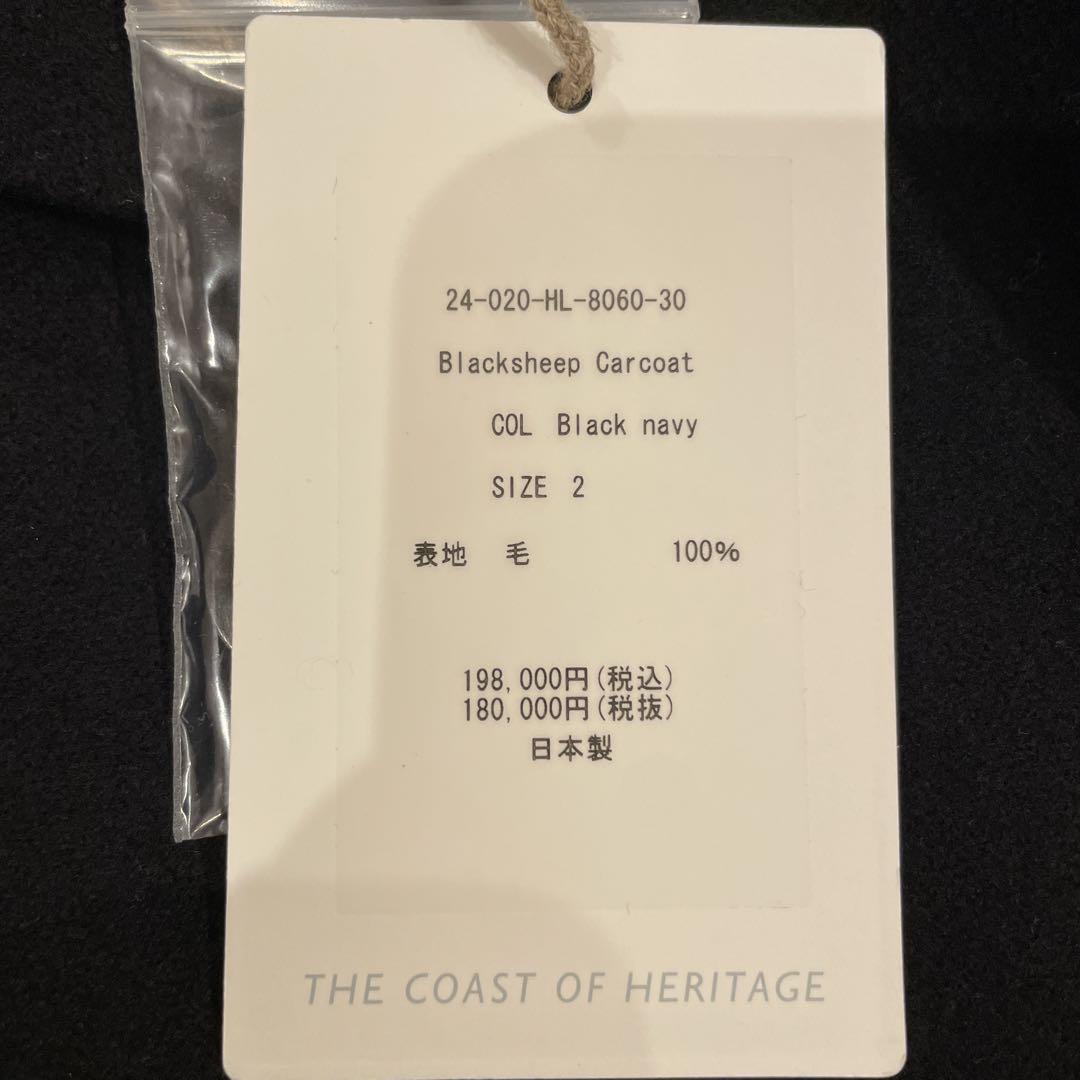 24-020-HL-8060-30
Blacksheep Carcoat
COL Black navy
SIZE 2
表地 毛 100%
198,000円(税込)
180,000円(税抜)
日本製
THE COAST OF HERITAGE